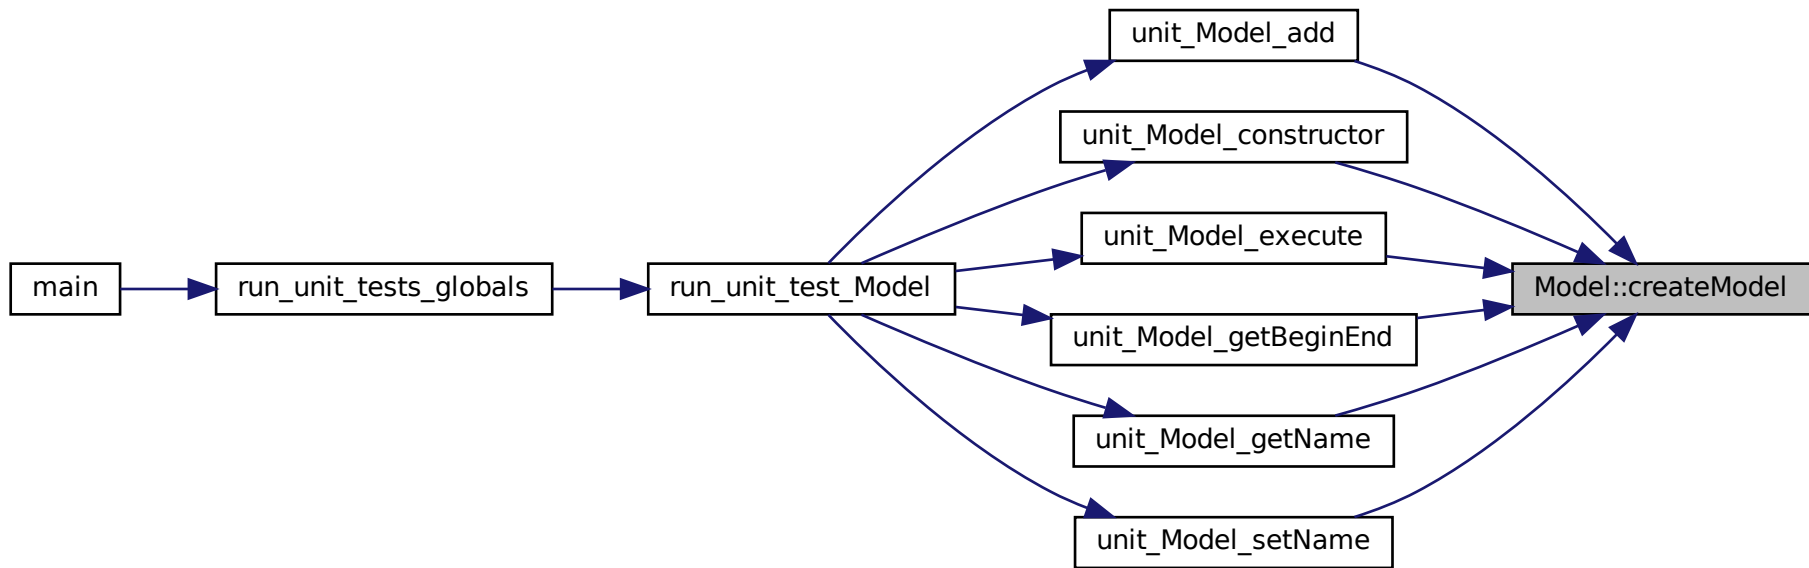 main
run_unit_tests_globals
run_unit_test_Model
unit_Model_add
unit_Model_constructor
unit_Model_execute
unit_Model_getBeginEnd
unit_Model_getName
unit_Model_setName
Model::createModel